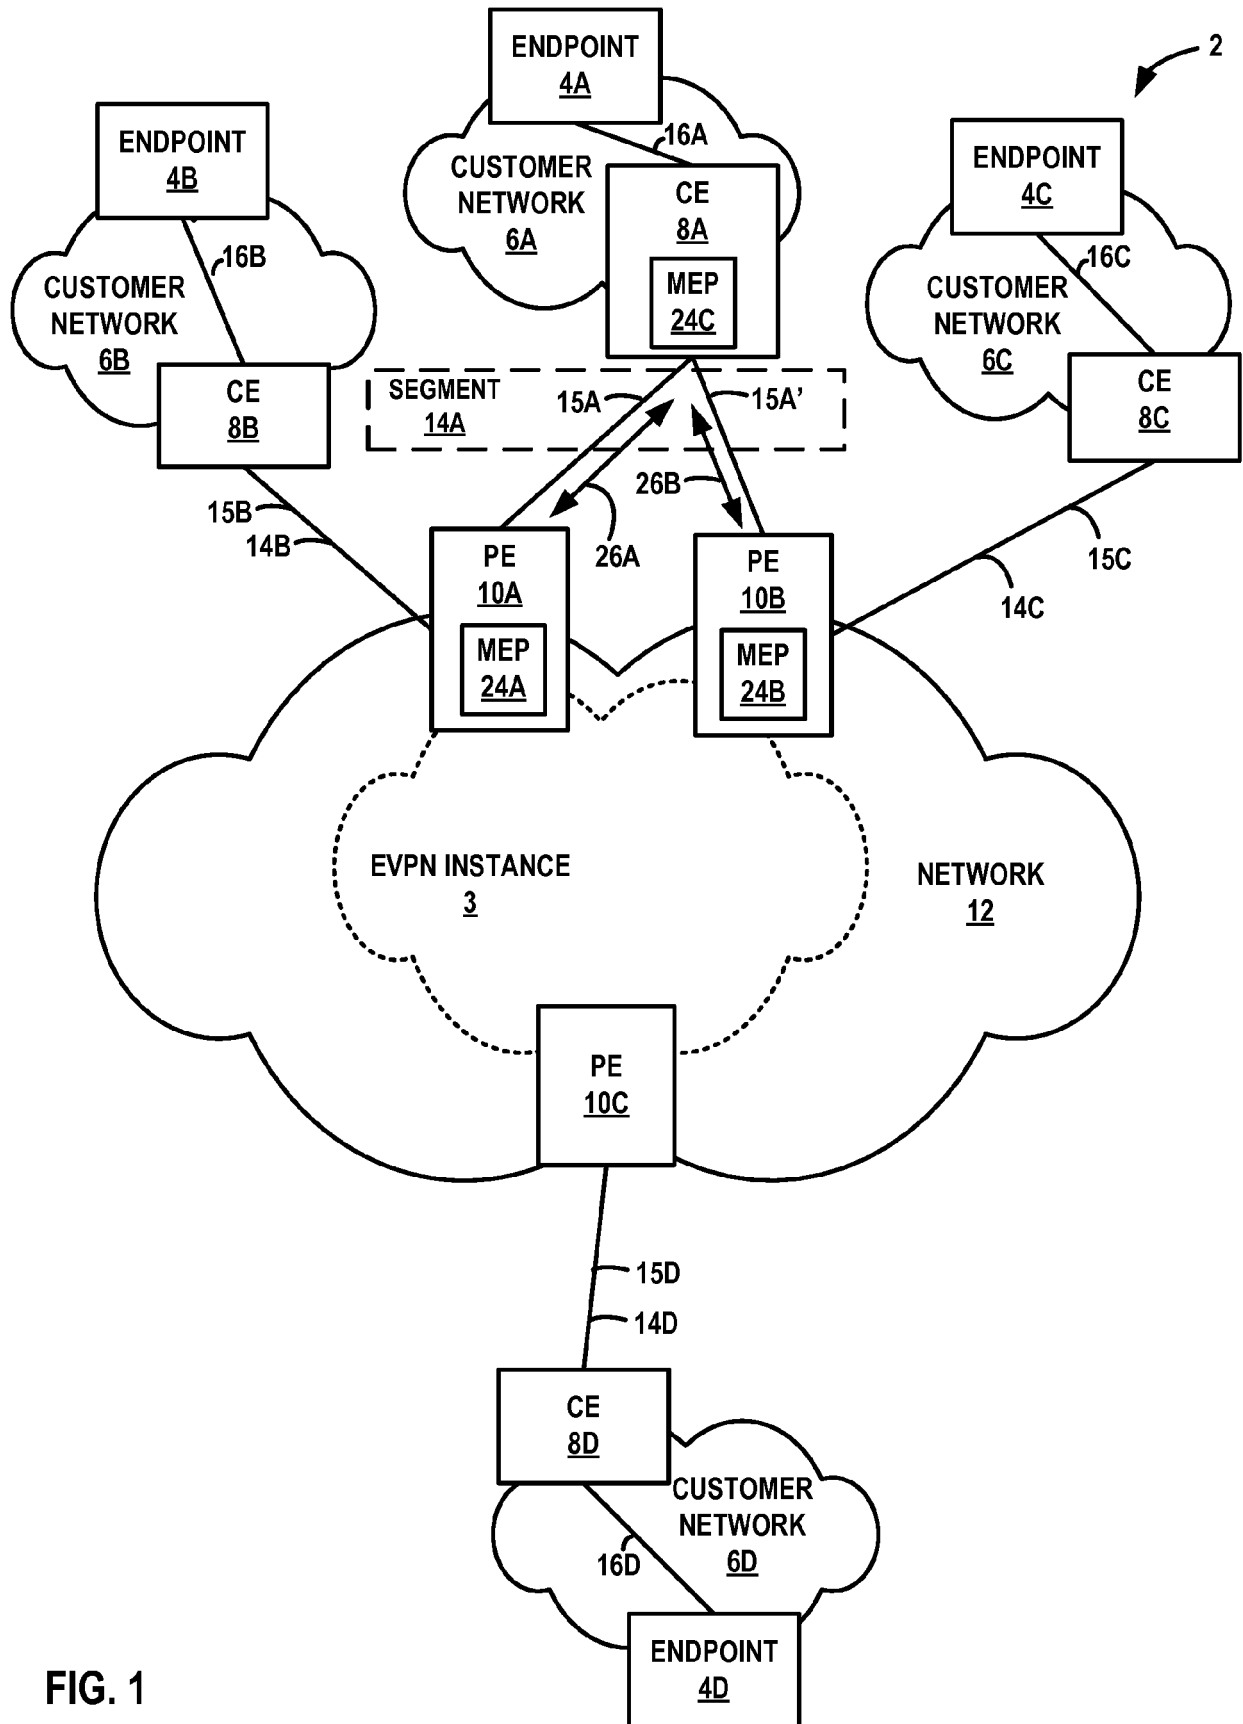 ENDPOINT
4A
2
ENDPOINT
4B
16A
ENDPOINT
4C
CUSTOMER
NETWORK
6A
CE
8A
MEP
24C
16B
CUSTOMER
NETWORK
6B
16C
CUSTOMER
NETWORK
6C
CE
8B
SEGMENT
14A
15A
15A’
CE
8C
15B
14B
26B
26A
15C
14C
PE
10A
MEP
24A
PE
10B
MEP
24B
EVPN INSTANCE
3
NETWORK
12
PE
10C
15D
14D
CE
8D
CUSTOMER
NETWORK
6D
16D
ENDPOINT
4D
FIG. 1